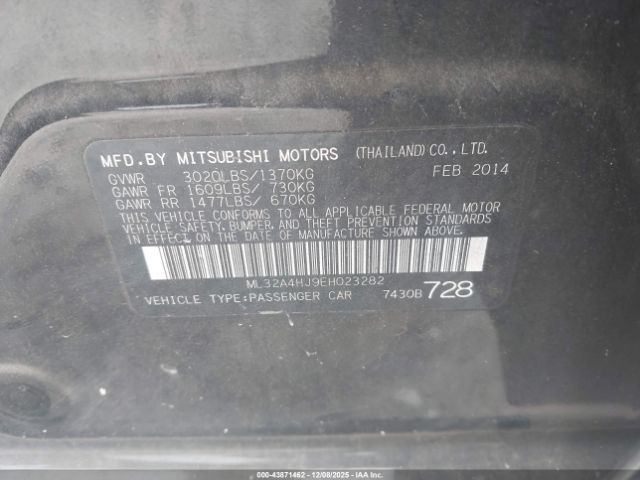 MFD.BY MITSUBISHI MOTORS (THAILAND)CO.,LTD.
GVWR 3020LBS/1370KG FEB 2014
GAWR FR 1609LBS/ 730KG
GAWR RR 1477LBS/ 670KG
THIS VEHICLE CONFORMS TO ALL APPLICABLE FEDERAL MOTOR
VEHICLE SAFETY, BUMPER, AND THEFT PREVENTION STANDARDS
IN EFFECT ON THE DATE OF MANUFACTURE SHOWN ABOVE.
ML32A4HJ9EH023282
VEHICLE TYPE:PASSENGER CAR 7430B 728
000-43871462 - 12/08/2025 - IAAI.COM